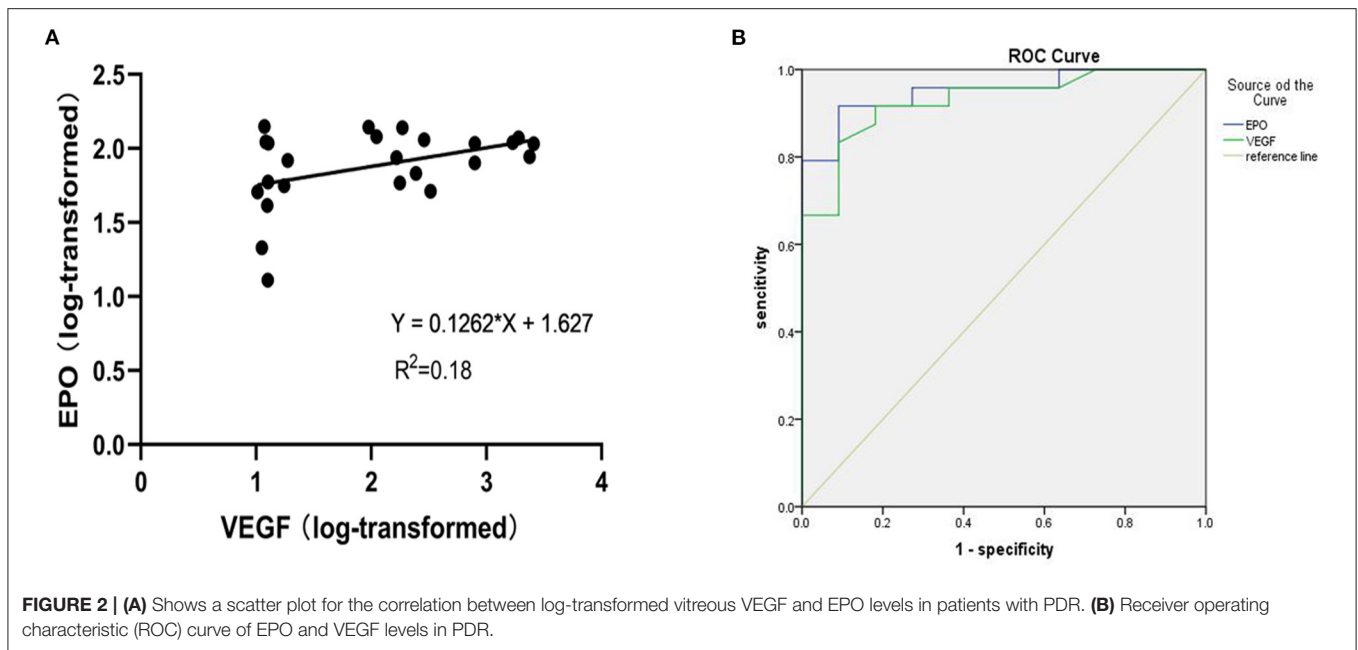 A
EPO (log-transformed)
2.5
2.0
1.5
1.0
0.5
0.0
Y = 0.1262*X + 1.627
R²=0.18
0 1 2 3 4
VEGF (log-transformed)
B
ROC Curve
sencitivity
1.0
0.8
0.6
0.4
0.2
0.0
0.0 0.2 0.4 0.6 0.8 1.0
1 - specificity
Source od the
Curve
EPO
VEGF
reference line
FIGURE 2 | (A) Shows a scatter plot for the correlation between log-transformed vitreous VEGF and EPO levels in patients with PDR. (B) Receiver operating
characteristic (ROC) curve of EPO and VEGF levels in PDR.